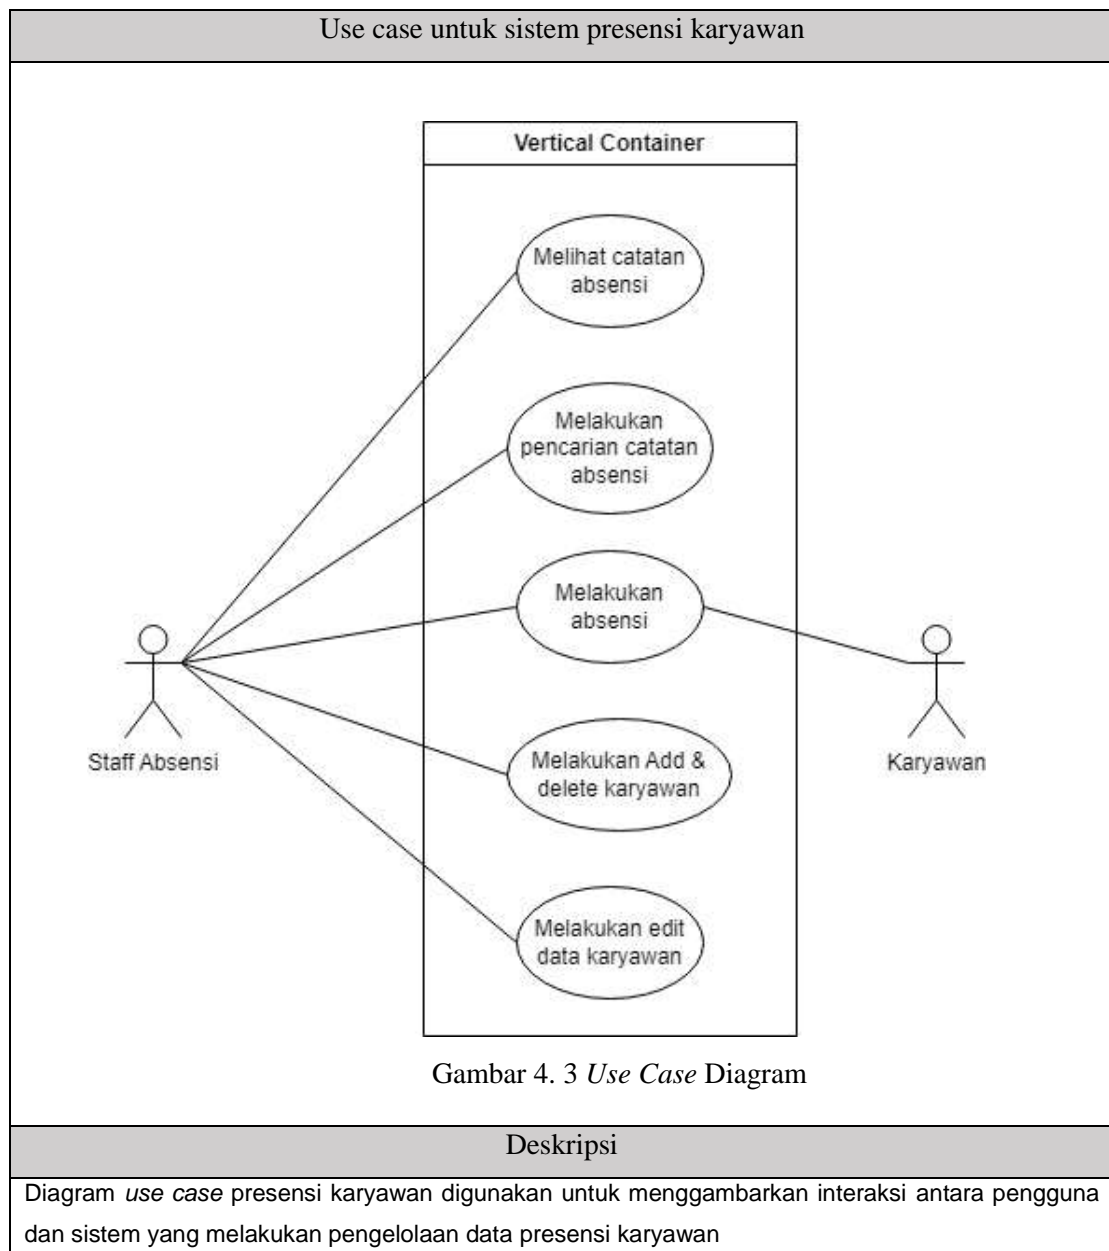 Use case untuk sistem presensi karyawan
Vertical Container
Melihat catatan
absensi
Melakukan
pencarian catatan
absensi
Melakukan
absensi
Staff Absensi
Karyawan
Melakukan Add &
delete karyawan
Melakukan edit
data karyawan
Gambar 4. 3 Use Case Diagram
Deskripsi
Diagram use case presensi karyawan digunakan untuk menggambarkan interaksi antara pengguna
dan sistem yang melakukan pengelolaan data presensi karyawan